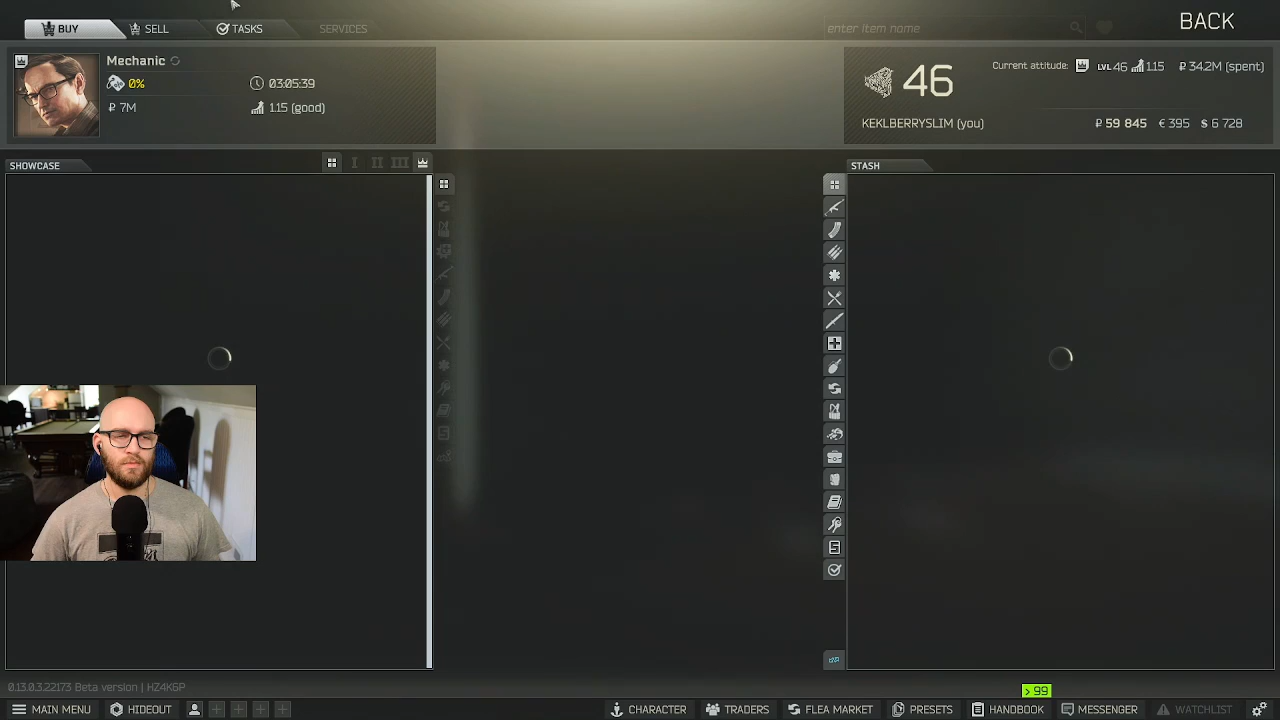 BUY
SELL
TASKS
SERVICES
enter item name
BACK
Mechanic
0%
03:05:39
₽ 7M
1.15 (good)
46
Current attitude: LVL 46 1.15 ₽ 34.2M (spent)
KEKLBERRYSLIM (you)
₽ 59 845 € 395 $ 6 728
SHOWCASE
I II III
STASH
0.13.0.3.22173 Beta version | HZ4K6P
> 99
MAIN MENU
HIDEOUT
CHARACTER
TRADERS
FLEA MARKET
PRESETS
HANDBOOK
MESSENGER
WATCHLIST